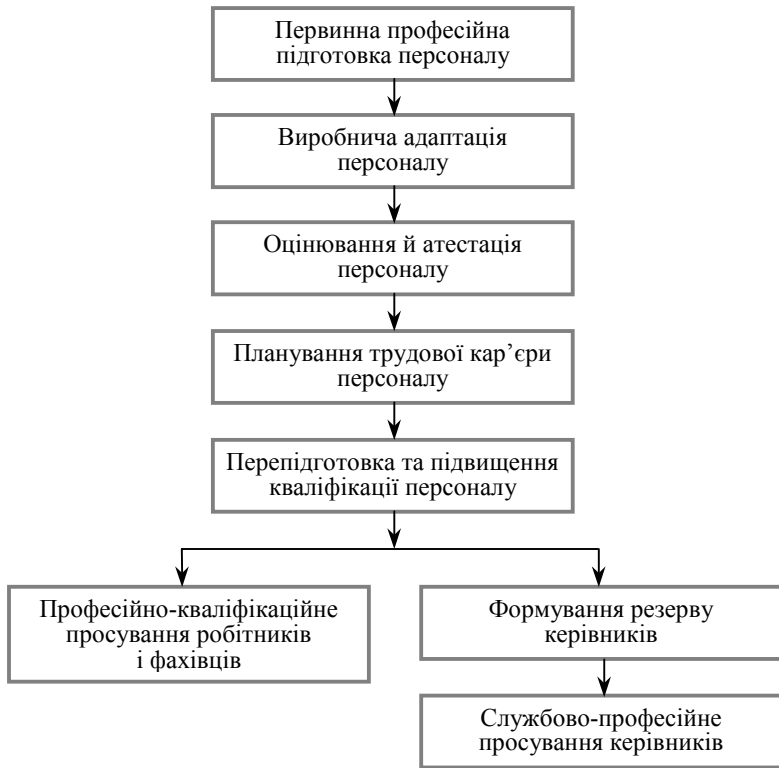 Первинна професійна
підготовка персоналу
Виробнича адаптація
персоналу
Оцінювання й атестація
персоналу
Планування трудової кар’єри
персоналу
Перепідготовка та підвищення
кваліфікації персоналу
Професійно-кваліфікаційне
просування робітників
і фахівців
Формування резерву
керівників
Службово-професійне
просування керівників